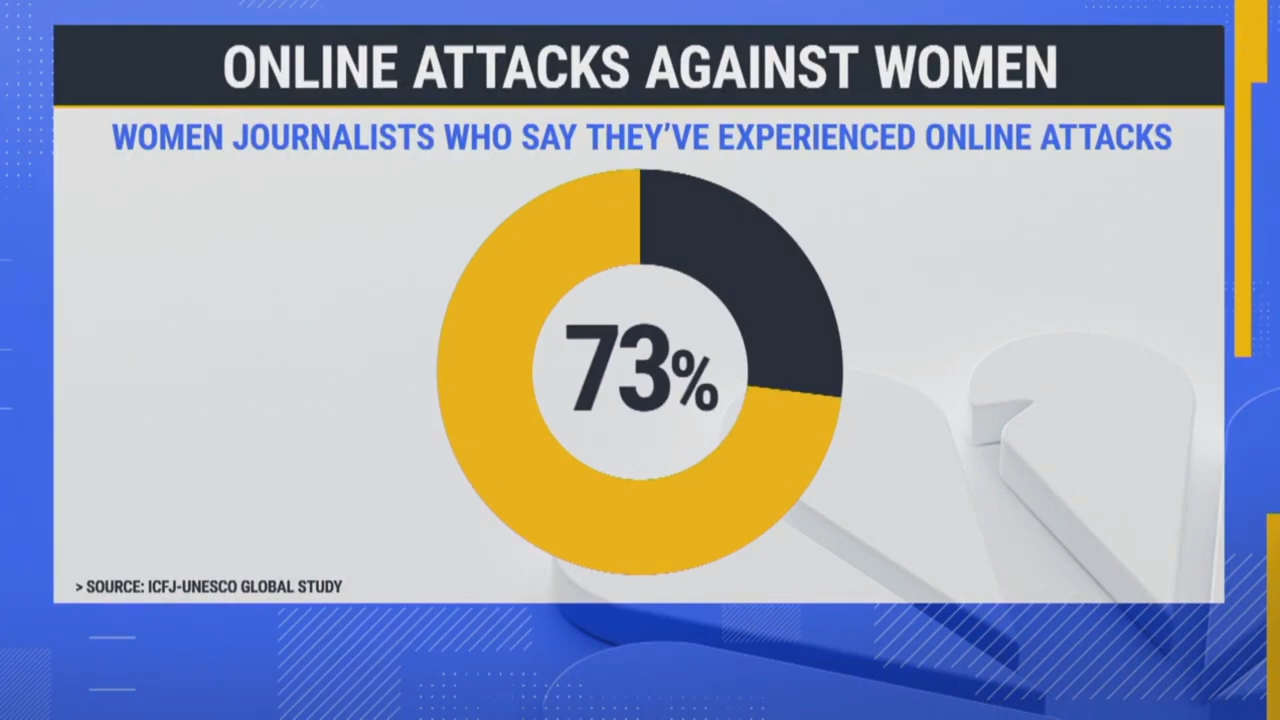 ONLINE ATTACKS AGAINST WOMEN
WOMEN JOURNALISTS WHO SAY THEY'VE EXPERIENCED ONLINE ATTACKS
73%
> SOURCE: ICFJ-UNESCO GLOBAL STUDY